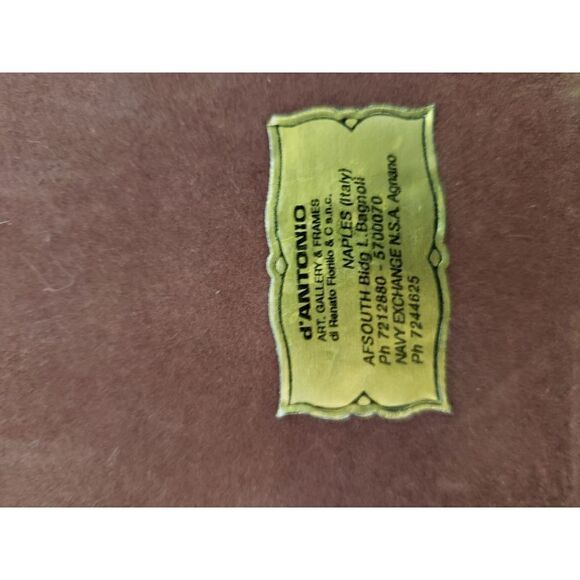 d'ANTONIO
ART. GALLERY & FRAMES
di Renato Fiorillo & C s.n.c.
NAPLES (Italy)
AFSOUTH Bldg L. Bagnoli
Ph 7212880 - 5700070
NAVY EXCHANGE N.S.A. Agnano
Ph 7244625